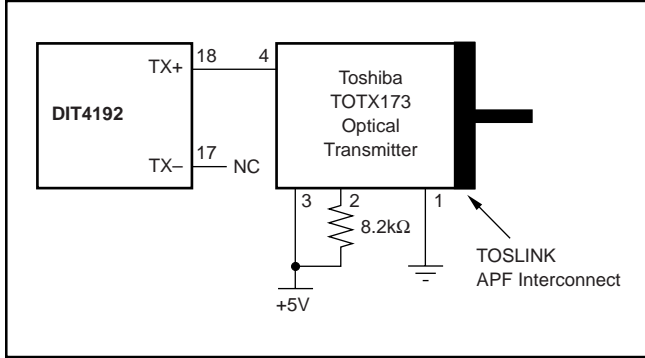 18
4
TX+
Toshiba
TOTX173
Optical
Transmitter
DIT4192
17
TX–
NC
3
2
1
8.2kΩ
TOSLINK
APF Interconnect
+5V